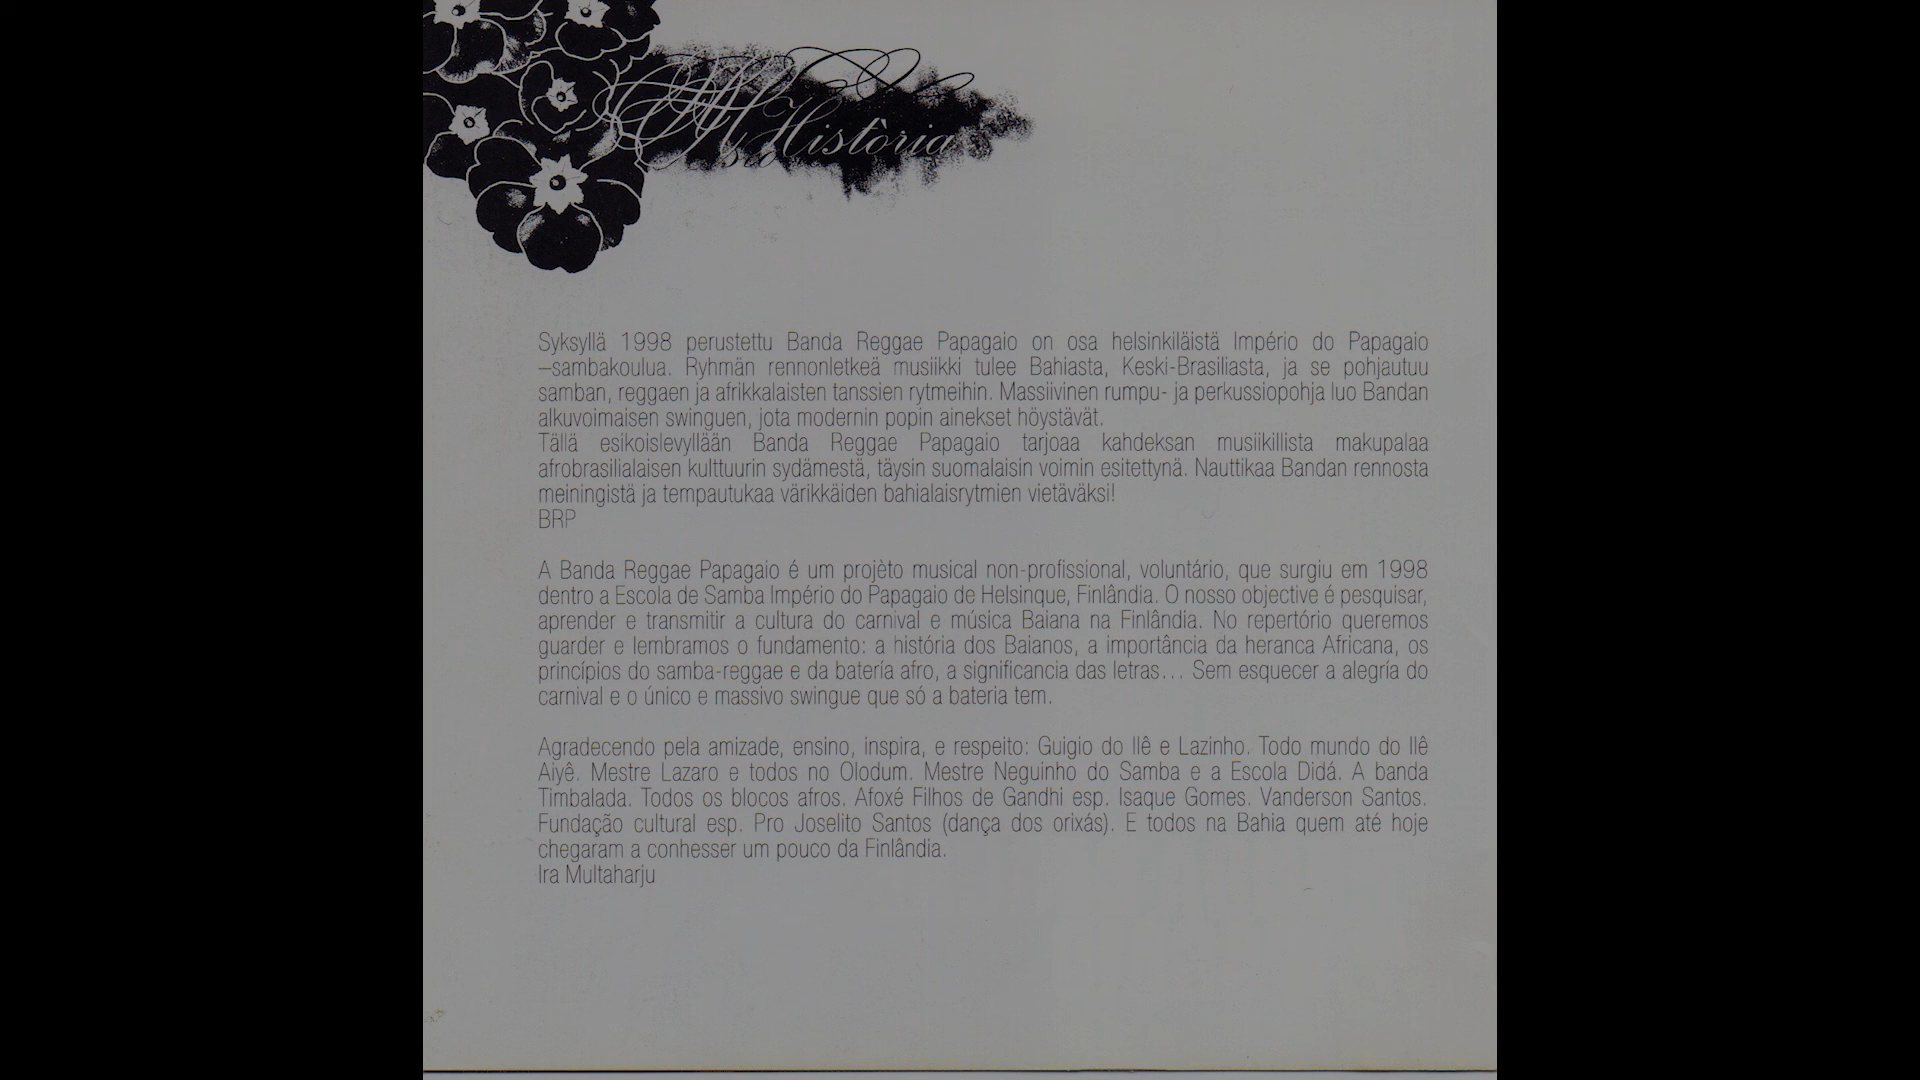 Història
Syksyllä 1998 perustettu Banda Reggae Papagaio on osa helsinkiläistä Império do Papagaio
–sambakoulua. Ryhmän rennonletkeä musiikki tulee Bahiasta, Keski-Brasiliasta, ja se pohjautuu
samban, reggaen ja afrikkalaisten tanssien rytmeihin. Massiivinen rumpu- ja perkussiopohja luo Bandan
alkuvoimaisen swinguen, jota modernin popin ainekset höystävät.
Tällä esikoislevyllään Banda Reggae Papagaio tarjoaa kahdeksan musiikillista makupalaa
afrobrasilialaisen kulttuurin sydämestä, täysin suomalaisin voimin esitettynä. Nauttikaa Bandan rennosta
meiningistä ja tempautukaa värikkäiden bahialaisrytmien vietäväksi!
BRP
A Banda Reggae Papagaio é um projèto musical non-profissional, voluntário, que surgiu em 1998
dentro a Escola de Samba Império do Papagaio de Helsinque, Finlândia. O nosso objective é pesquisar,
aprender e transmitir a cultura do carnival e música Baiana na Finlândia. No repertório queremos
guarder e lembramos o fundamento: a história dos Baianos, a importância da heranca Africana, os
princípios do samba-reggae e da batería afro, a significancia das letras... Sem esquecer a alegría do
carnival e o único e massivo swingue que só a bateria tem.
Agradecendo pela amizade, ensino, inspira, e respeito: Guigio do Ilê e Lazinho. Todo mundo do Ilê
Aiyê. Mestre Lazaro e todos no Olodum. Mestre Neguinho do Samba e a Escola Didá. A banda
Timbalada. Todos os blocos afros. Afoxé Filhos de Gandhi esp. Isaque Gomes. Vanderson Santos.
Fundação cultural esp. Pro Joselito Santos (dança dos orixás). E todos na Bahia quem até hoje
chegaram a conhesser um pouco da Finlândia.
Ira Multaharju